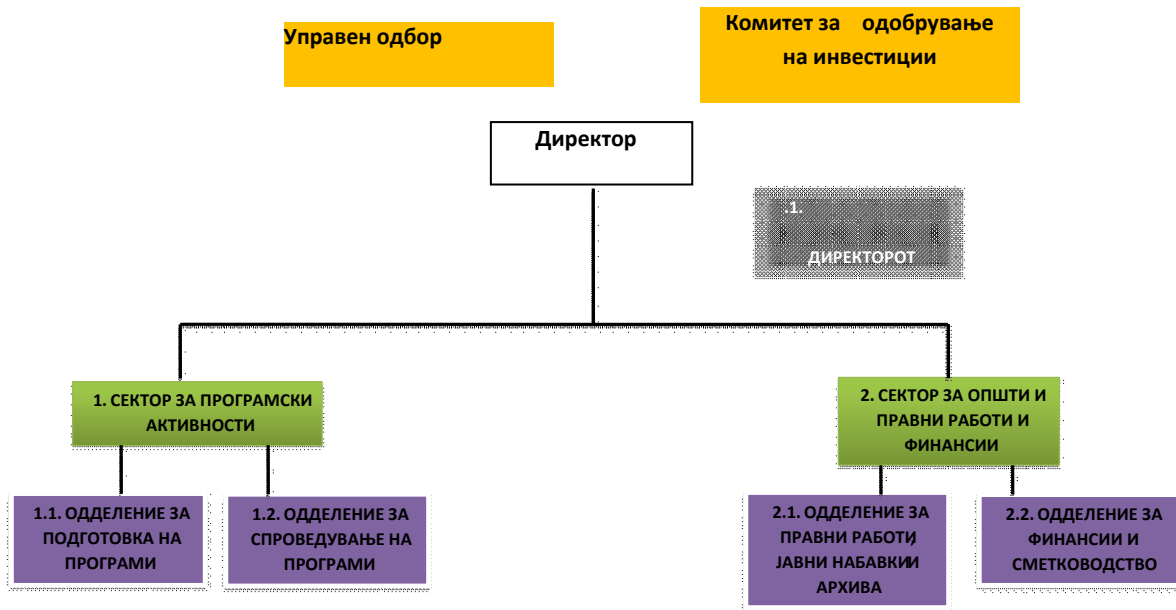 Управен одбор
Комитет за одобрување
на инвестиции
Директор
.1.
ДИРЕКТОРОТ
1. СЕКТОР ЗА ПРОГРАМСКИ
АКТИВНОСТИ
2. СЕКТОР ЗА ОПШТИ И
ПРАВНИ РАБОТИ И
ФИНАНСИИ
1.1. ОДДЕЛЕНИЕ ЗА
ПОДГОТОВКА НА
ПРОГРАМИ
1.2. ОДДЕЛЕНИЕ ЗА
СПРОВЕДУВАЊЕ НА
ПРОГРАМИ
2.1. ОДДЕЛЕНИЕ ЗА
ПРАВНИ РАБОТИ,
ЈАВНИ НАБАВКИ И
АРХИВА
2.2. ОДДЕЛЕНИЕ ЗА
ФИНАНСИИ И
СМЕТКОВОДСТВО